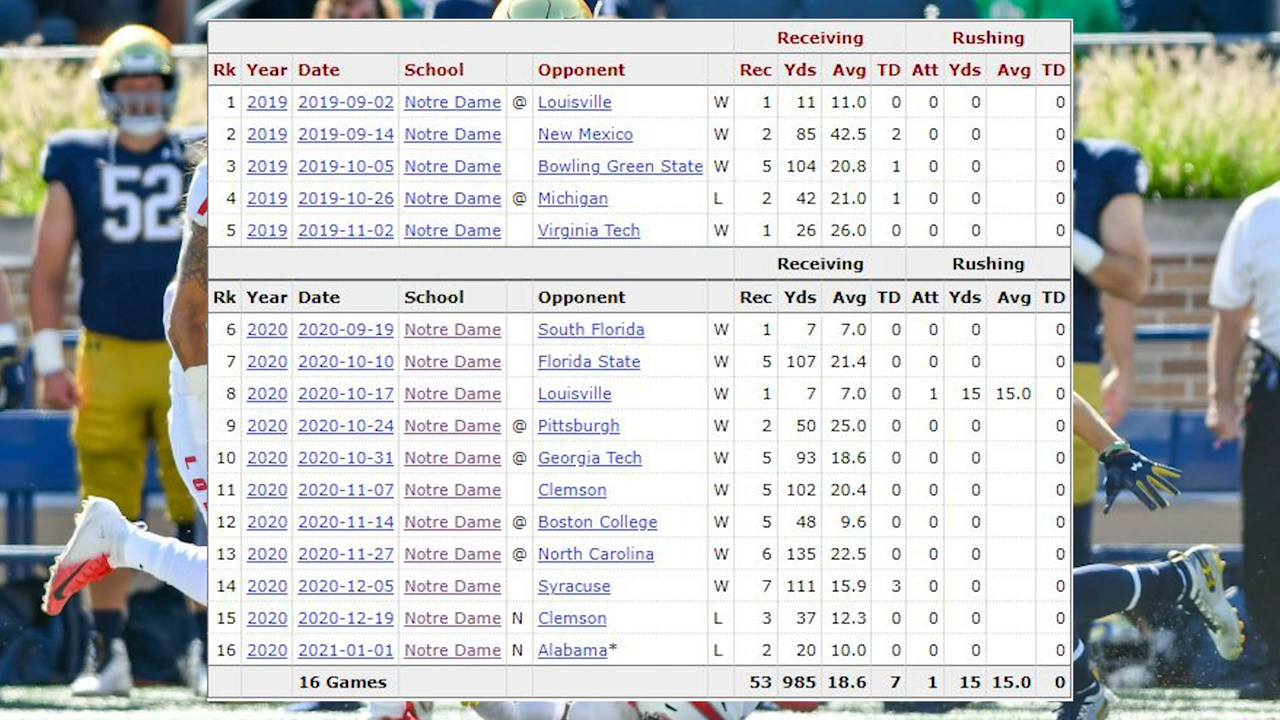 Receiving Rushing
Rk Year Date School Opponent Rec Yds Avg TD Att Yds Avg TD
1 2019 2019-09-02 Notre Dame @ Louisville W 1 11 11.0 0 0 0 0
2 2019 2019-09-14 Notre Dame New Mexico W 2 85 42.5 2 0 0 0
3 2019 2019-10-05 Notre Dame Bowling Green State W 5 104 20.8 1 0 0 0
4 2019 2019-10-26 Notre Dame @ Michigan L 2 42 21.0 1 0 0 0
5 2019 2019-11-02 Notre Dame Virginia Tech W 1 26 26.0 0 0 0 0
Receiving Rushing
Rk Year Date School Opponent Rec Yds Avg TD Att Yds Avg TD
6 2020 2020-09-19 Notre Dame South Florida W 1 7 7.0 0 0 0 0
7 2020 2020-10-10 Notre Dame Florida State W 5 107 21.4 0 0 0 0
8 2020 2020-10-17 Notre Dame Louisville W 1 7 7.0 0 1 15 15.0 0
9 2020 2020-10-24 Notre Dame @ Pittsburgh W 2 50 25.0 0 0 0 0
10 2020 2020-10-31 Notre Dame @ Georgia Tech W 5 93 18.6 0 0 0 0
11 2020 2020-11-07 Notre Dame Clemson W 5 102 20.4 0 0 0 0
12 2020 2020-11-14 Notre Dame @ Boston College W 5 48 9.6 0 0 0 0
13 2020 2020-11-27 Notre Dame @ North Carolina W 6 135 22.5 0 0 0 0
14 2020 2020-12-05 Notre Dame Syracuse W 7 111 15.9 3 0 0 0
15 2020 2020-12-19 Notre Dame N Clemson L 3 37 12.3 0 0 0 0
16 2020 2021-01-01 Notre Dame N Alabama* L 2 20 10.0 0 0 0 0
16 Games 53 985 18.6 7 1 15 15.0 0
52